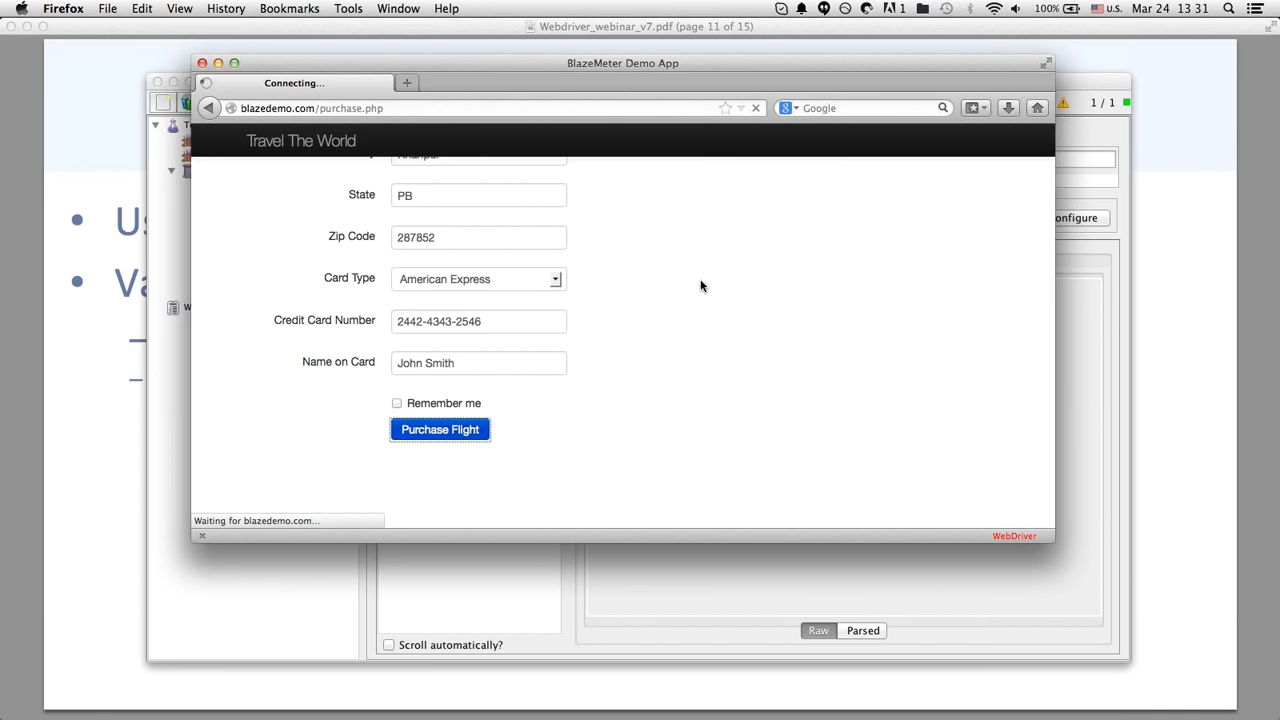 Firefox File Edit View History Bookmarks Tools Window Help 1 100% U.S. Mar 24 13 31
Webdriver_webinar_v7.pdf (page 11 of 15)
BlazeMeter Demo App
Connecting...
1 / 1
blazedemo.com/purchase.php
Google
Travel The World
State
PB
Zip Code
287852
Card Type
American Express
Credit Card Number
2442-4343-2546
Name on Card
John Smith
Remember me
Purchase Flight
Waiting for blazedemo.com...
WebDriver
Raw Parsed
Scroll automatically?